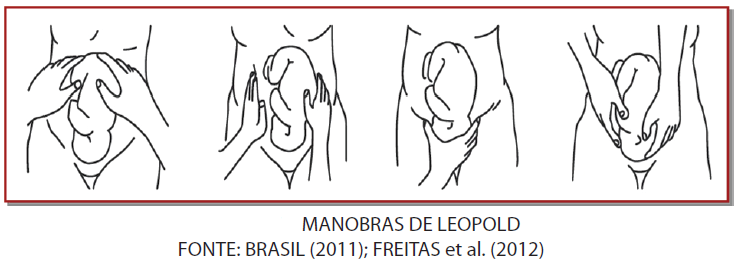 MANOBRAS DE LEOPOLD
FONTE: BRASIL (2011); FREITAS et al. (2012)